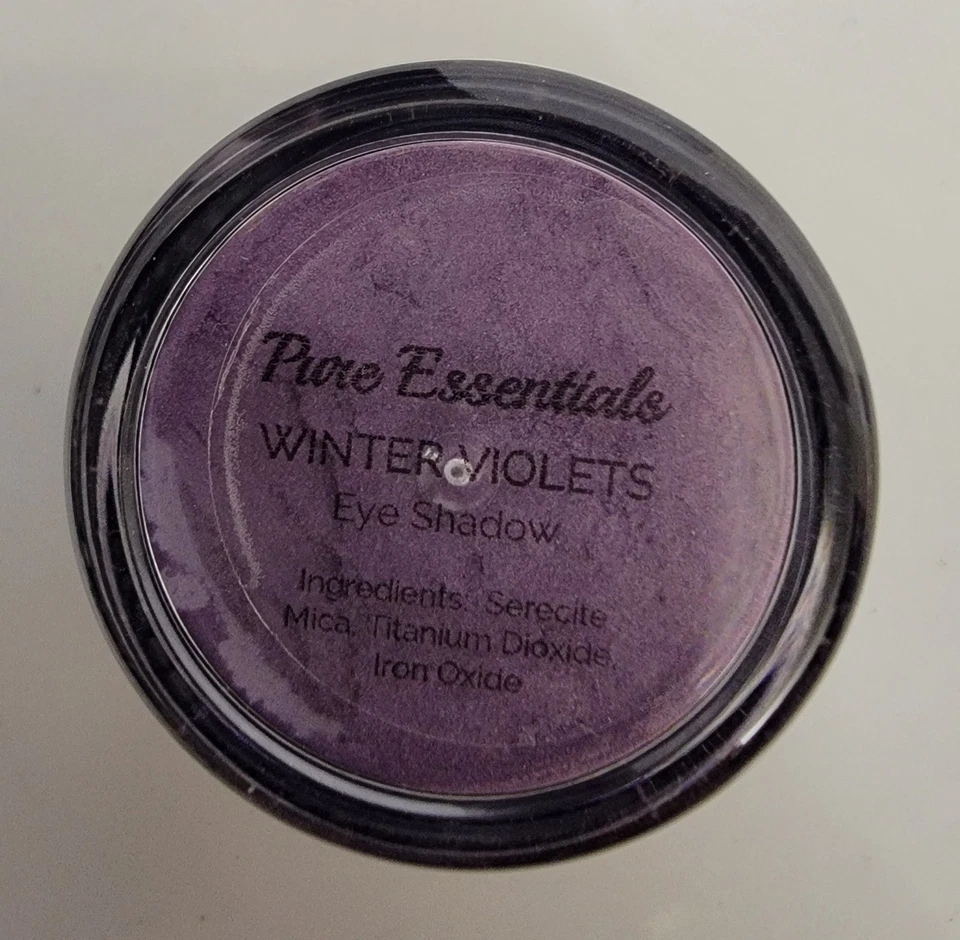 Pure Essentials
WINTER VIOLETS
Eye Shadow
Ingredients: Serecite
Mica, Titanium Dioxide,
Iron Oxide